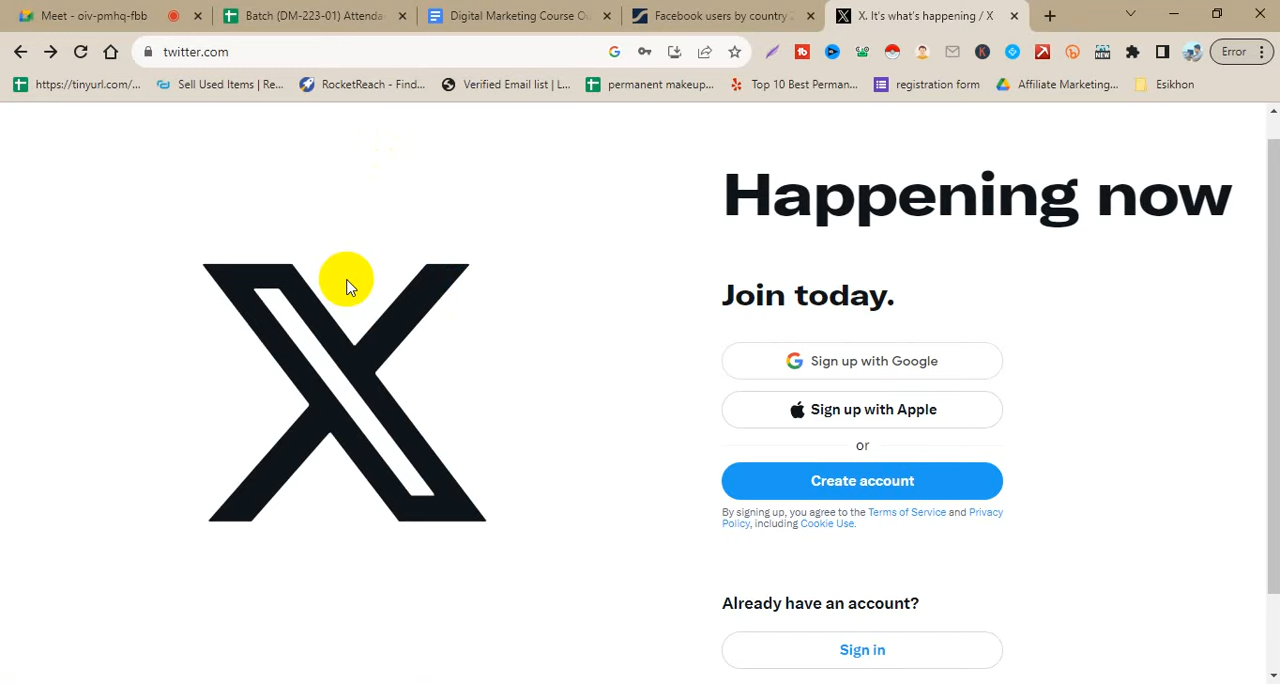 Meet - oiv-pmhq-fbb
Batch (DM-223-01) Attenda
Digital Marketing Course O
Facebook users by country
X. It's what's happening / X
twitter.com
Error
https://tinyurl.com/...
Sell Used Items | Re...
RocketReach - Find...
Verified Email list | L...
permanent makeup...
Top 10 Best Perman...
registration form
Affiliate Marketing...
Esikhon
Happening now
Join today.
Sign up with Google
Sign up with Apple
or
Create account
By signing up, you agree to the Terms of Service and Privacy
Policy, including Cookie Use.
Already have an account?
Sign in